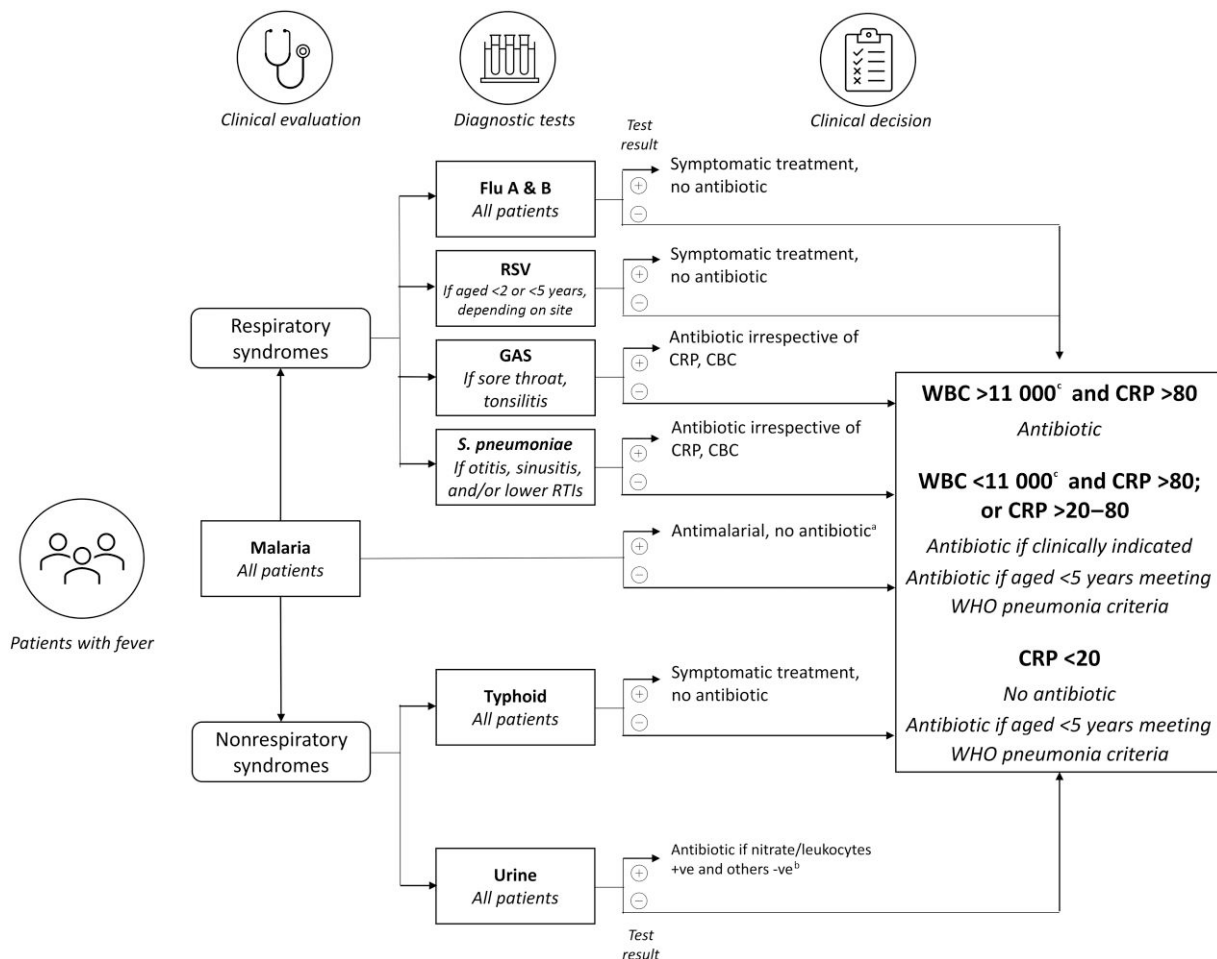 Clinical evaluation
Diagnostic tests
Clinical decision
Test
result
Flu A & B
All patients
+
−
Symptomatic treatment,
no antibiotic
RSV
If aged <2 or <5 years,
depending on site
+
−
Symptomatic treatment,
no antibiotic
Respiratory
syndromes
GAS
If sore throat,
tonsilitis
+
−
Antibiotic irrespective of
CRP, CBC
S. pneumoniae
If otitis, sinusitis,
and/or lower RTIs
+
−
Antibiotic irrespective of
CRP, CBC
Patients with fever
Malaria
All patients
+
−
Antimalarial, no antibioticᵃ
Nonrespiratory
syndromes
Typhoid
All patients
+
−
Symptomatic treatment,
no antibiotic
Urine
All patients
+
−
Antibiotic if nitrate/leukocytes
+ve and others -veᵇ
Test
result
WBC >11 000ᶜ and CRP >80
Antibiotic
WBC <11 000ᶜ and CRP >80;
or CRP >20–80
Antibiotic if clinically indicated
Antibiotic if aged <5 years meeting
WHO pneumonia criteria
CRP <20
No antibiotic
Antibiotic if aged <5 years meeting
WHO pneumonia criteria